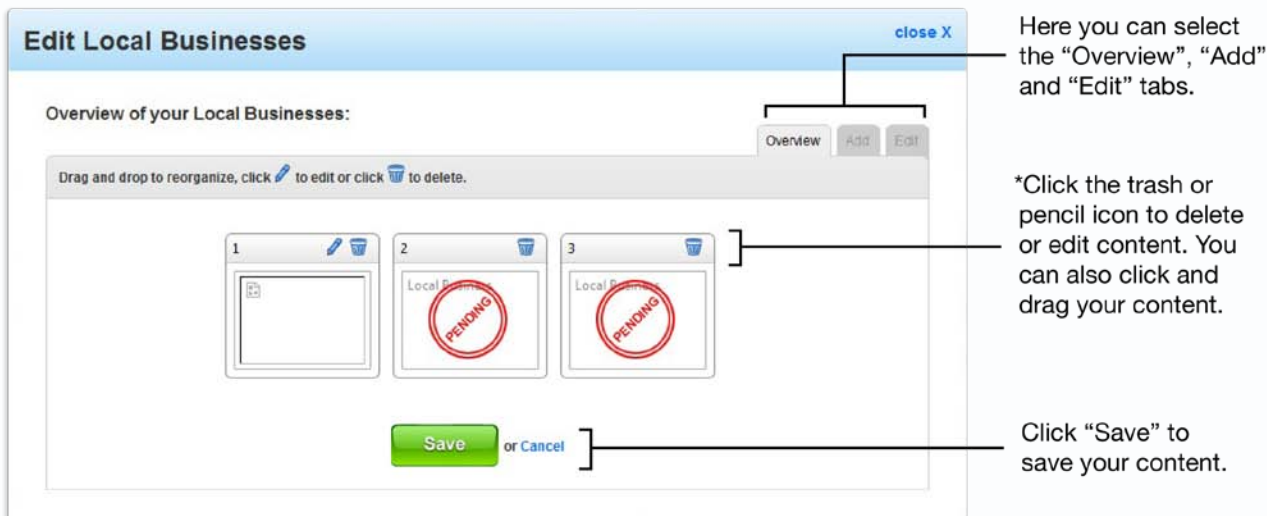 Edit Local Businesses
close X
Here you can select
the “Overview”, “Add”
and “Edit” tabs.
Overview of your Local Businesses:
Overview Add Edit
Drag and drop to reorganize, click to edit or click to delete.
*Click the trash or
pencil icon to delete
or edit content. You
can also click and
drag your content.
1
2
3
Local Business
PENDING
Local Business
PENDING
Save or Cancel
Click “Save” to
save your content.